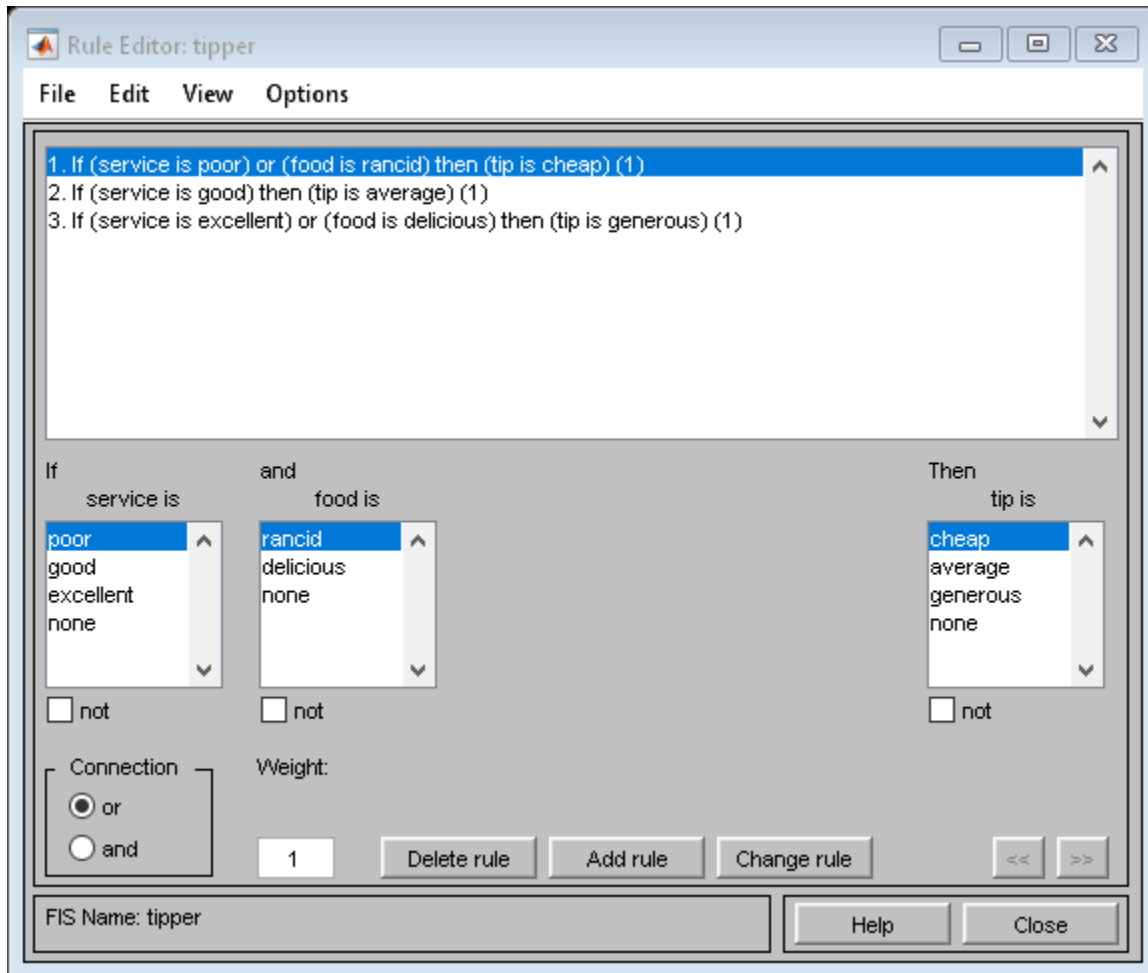 Rule Editor: tipper
File Edit View Options
1. If (service is poor) or (food is rancid) then (tip is cheap) (1)
2. If (service is good) then (tip is average) (1)
3. If (service is excellent) or (food is delicious) then (tip is generous) (1)
If and Then
service is food is tip is
poor rancid cheap
good delicious average
excellent none generous
none none
not not not
Connection Weight:
or
and 1 Delete rule Add rule Change rule << >>
FIS Name: tipper Help Close